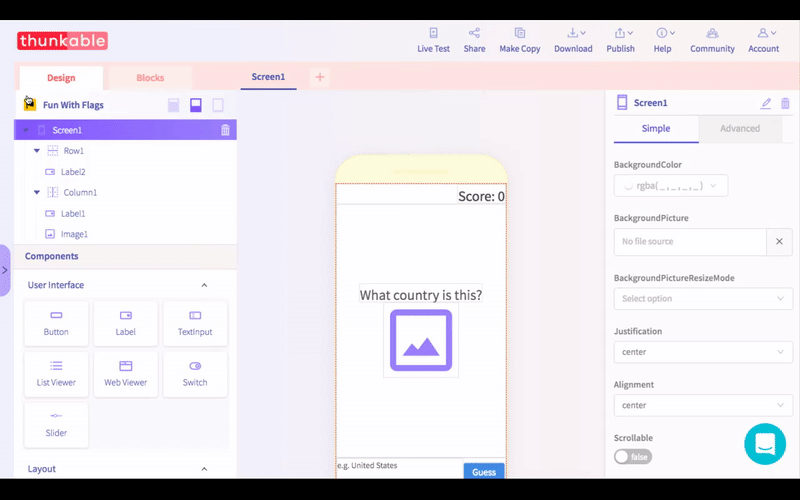 thunkable
Live Test
Share
Make Copy
Download
Publish
Help
Community
Account
Design
Blocks
Screen1
+
Fun With Flags
Screen1
Row1
Label2
Column1
Label1
Image1
Components
User Interface
Button
Label
TextInput
List Viewer
Web Viewer
Switch
Slider
Layout
Score: 0
What country is this?
e.g. United States
Guess
Screen1
Simple
Advanced
BackgroundColor
rgba(_,_,_,_)
BackgroundPicture
No file source
BackgroundPictureResizeMode
Select option
Justification
center
Alignment
center
Scrollable
false